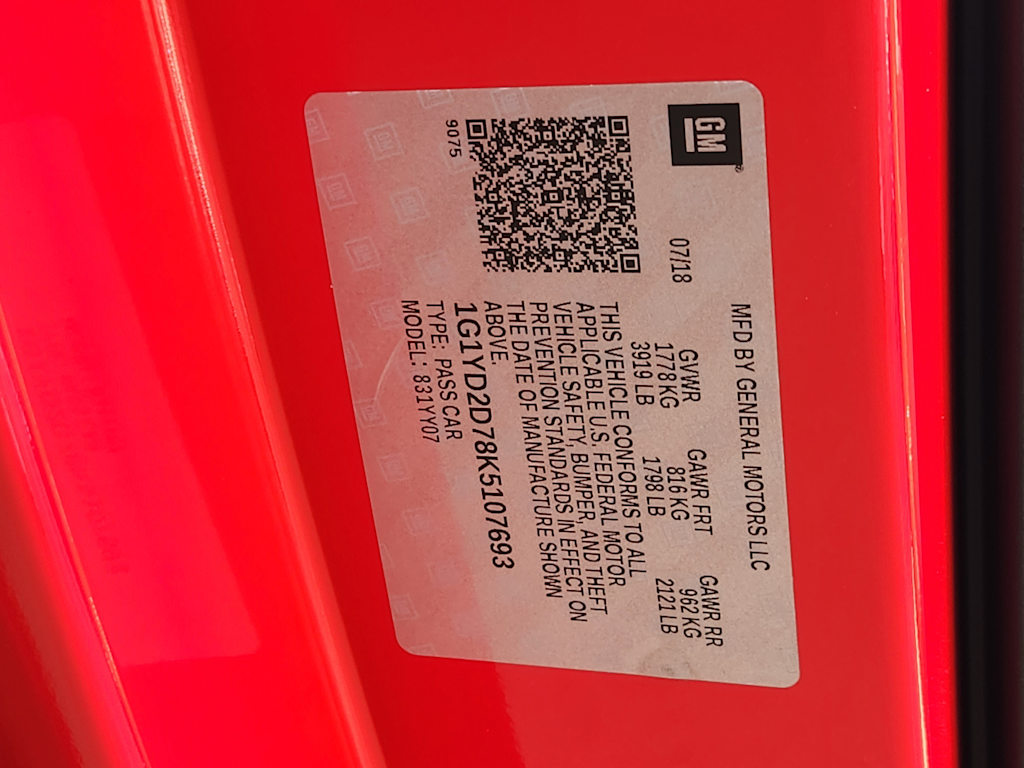 GM
07/18
MFD BY GENERAL MOTORS LLC
GVWR GAWR FRT GAWR RR
1778 KG 816 KG 962 KG
3919 LB 1798 LB 2121 LB
THIS VEHICLE CONFORMS TO ALL
APPLICABLE U.S. FEDERAL MOTOR
VEHICLE SAFETY, BUMPER, AND THEFT
PREVENTION STANDARDS IN EFFECT ON
THE DATE OF MANUFACTURE SHOWN
ABOVE.
1G1YD2D78K5107693
TYPE: PASS CAR
MODEL: 831YY07
9075